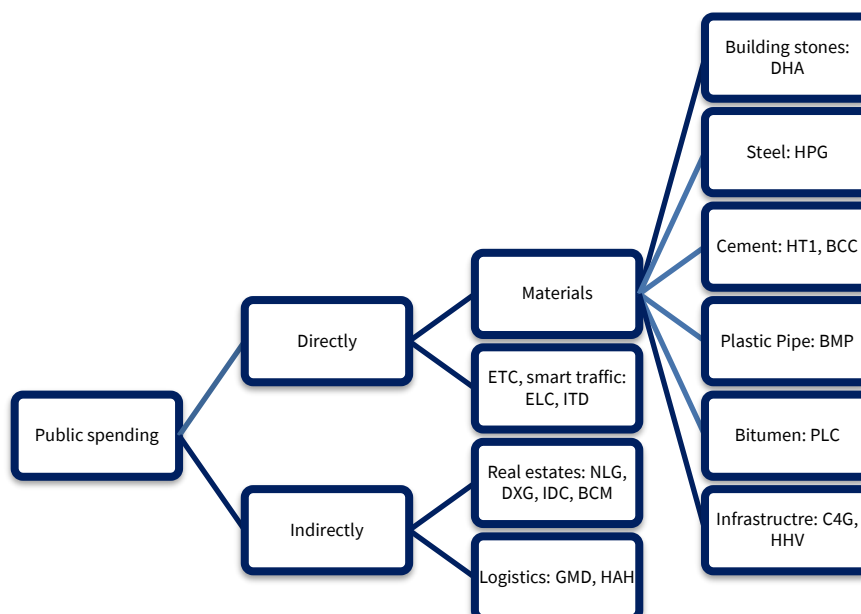 Building stones:
DHA
Steel: HPG
Cement: HT1, BCC
Materials
Directly
Plastic Pipe: BMP
ETC, smart traffic:
ELC, ITD
Public spending
Bitumen: PLC
Real estates: NLG,
DXG, IDC, BCM
Indirectly
Infrastructre: C4G,
HHV
Logistics: GMD, HAH